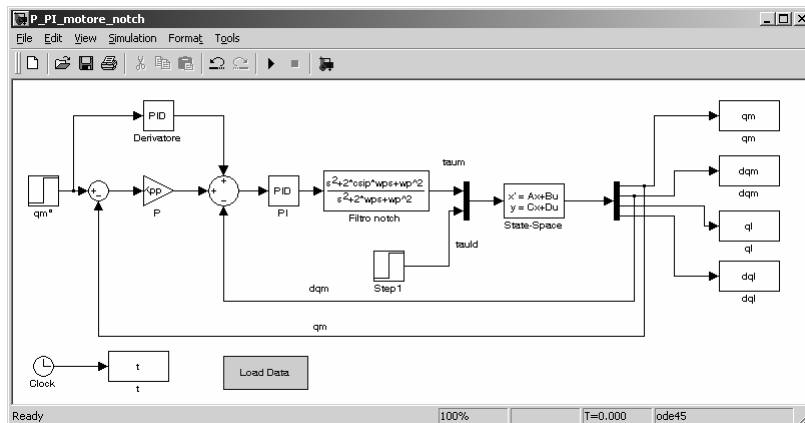 P_PI_motore_notch
File Edit View Simulation Format Tools
PID
Derivatore
qm*
Kpp
P
PID
PI
s^2+2*csip*wps+wp^2
s^2+2*wps+wp^2
Filtro notch
taum
tauld
Step1
x' = Ax+Bu
y = Cx+Du
State-Space
qm
qm
dqm
dqm
ql
ql
dql
dql
dqm
qm
Clock
t
t
Load Data
Ready 100% T=0.000 ode45